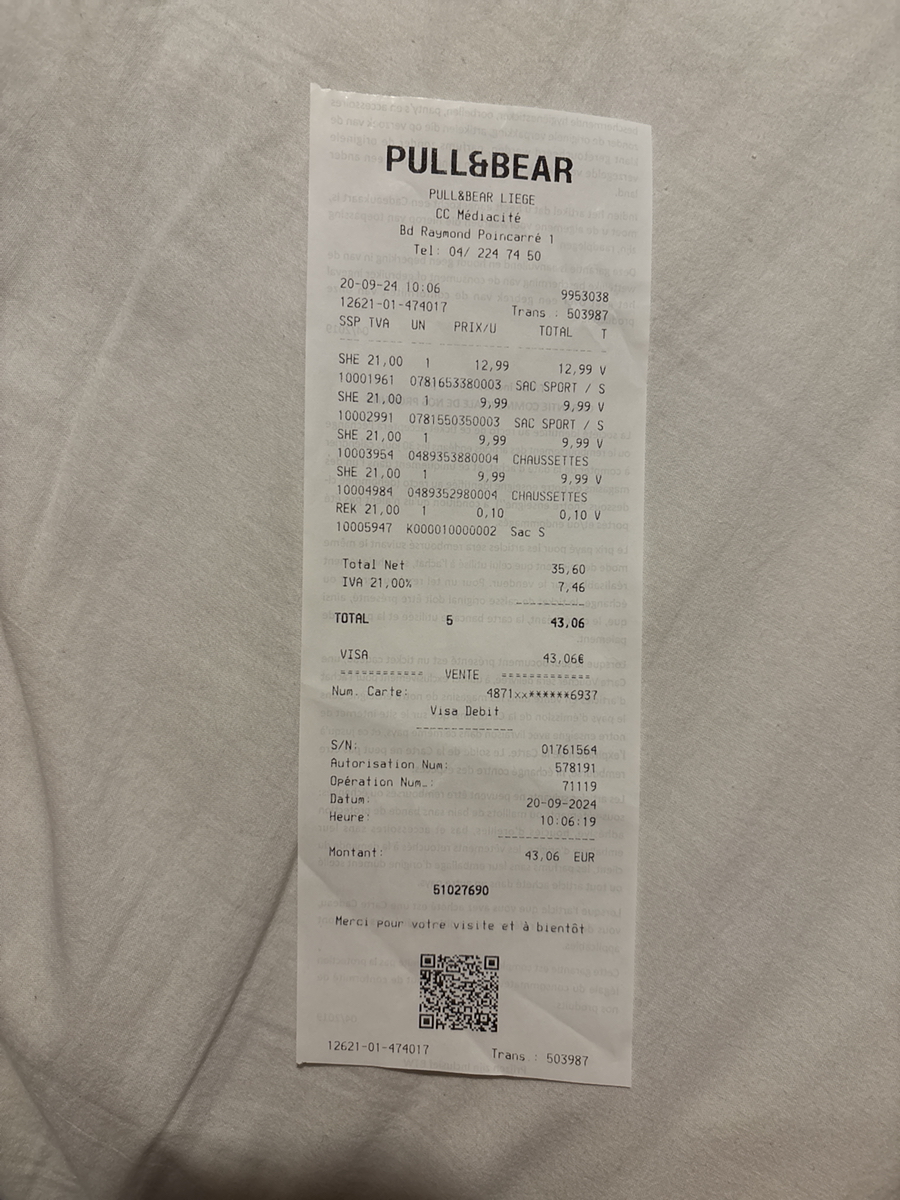 PULL&BEAR
PULL&BEAR LIEGE
CC Médiacité
Bd Raymond Poincarré 1
Tel: 04/ 224 74 50
20-09-24 10:06 9953038
12621-01-474017 Trans : 503987
SSP TVA UN PRIX/U TOTAL T
SHE 21,00 1 12,99 12,99 V
10001961 0781653380003 SAC SPORT / S
SHE 21,00 1 9,99 9,99 V
10002991 0781550350003 SAC SPORT / S
SHE 21,00 1 9,99 9,99 V
10003954 0489353880004 CHAUSSETTES
SHE 21,00 1 9,99 9,99 V
10004984 0489352980004 CHAUSSETTES
REK 21,00 1 0,10 0,10 V
10005947 K000010000002 Sac S
Total Net 35,60
IVA 21,00% 7,46
TOTAL 5 43,06
VISA 43,06€
============ VENTE ============
Num. Carte: 4871xx******6937
Visa Debit
S/N: 01761564
Autorisation Num: 578191
Opération Num.: 71119
Datum: 20-09-2024
Heure: 10:06:19
Montant: 43,06 EUR
51027690
Merci pour votre visite et à bientôt
12621-01-474017 Trans : 503987